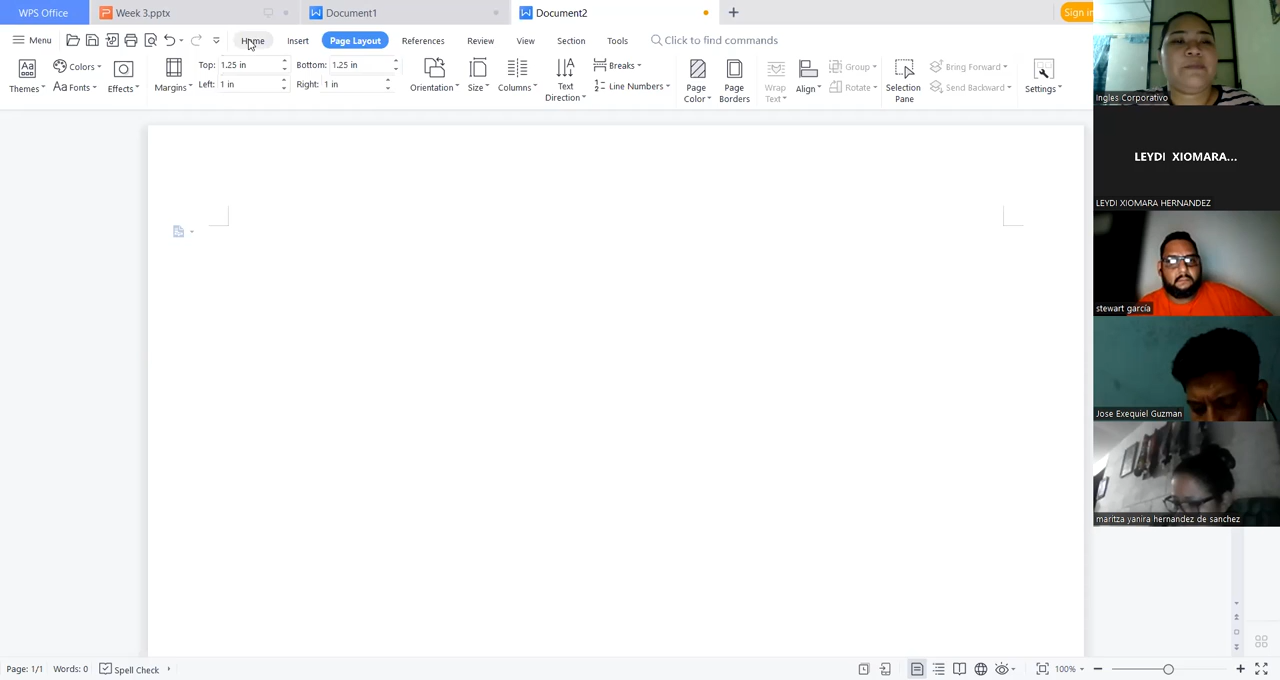 WPS Office Week 3.pptx Document1 Document2 Sign in
Menu Home Insert Page Layout References Review View Section Tools Click to find commands
Themes Colors Fonts Effects Margins Top: 1.25 in Bottom: 1.25 in
Left: 1 in Right: 1 in
Orientation Size Columns Text Direction Breaks Line Numbers Page Color Page Borders Wrap Text Align Group Rotate Selection Pane Bring Forward Send Backward Settings
Ingles Corporativo
LEYDI XIOMARA...
LEYDI XIOMARA HERNANDEZ
stewart garcía
Jose Exequiel Guzman
maritza yanira hernandez de sanchez
Page: 1/1 Words: 0 Spell Check 100%